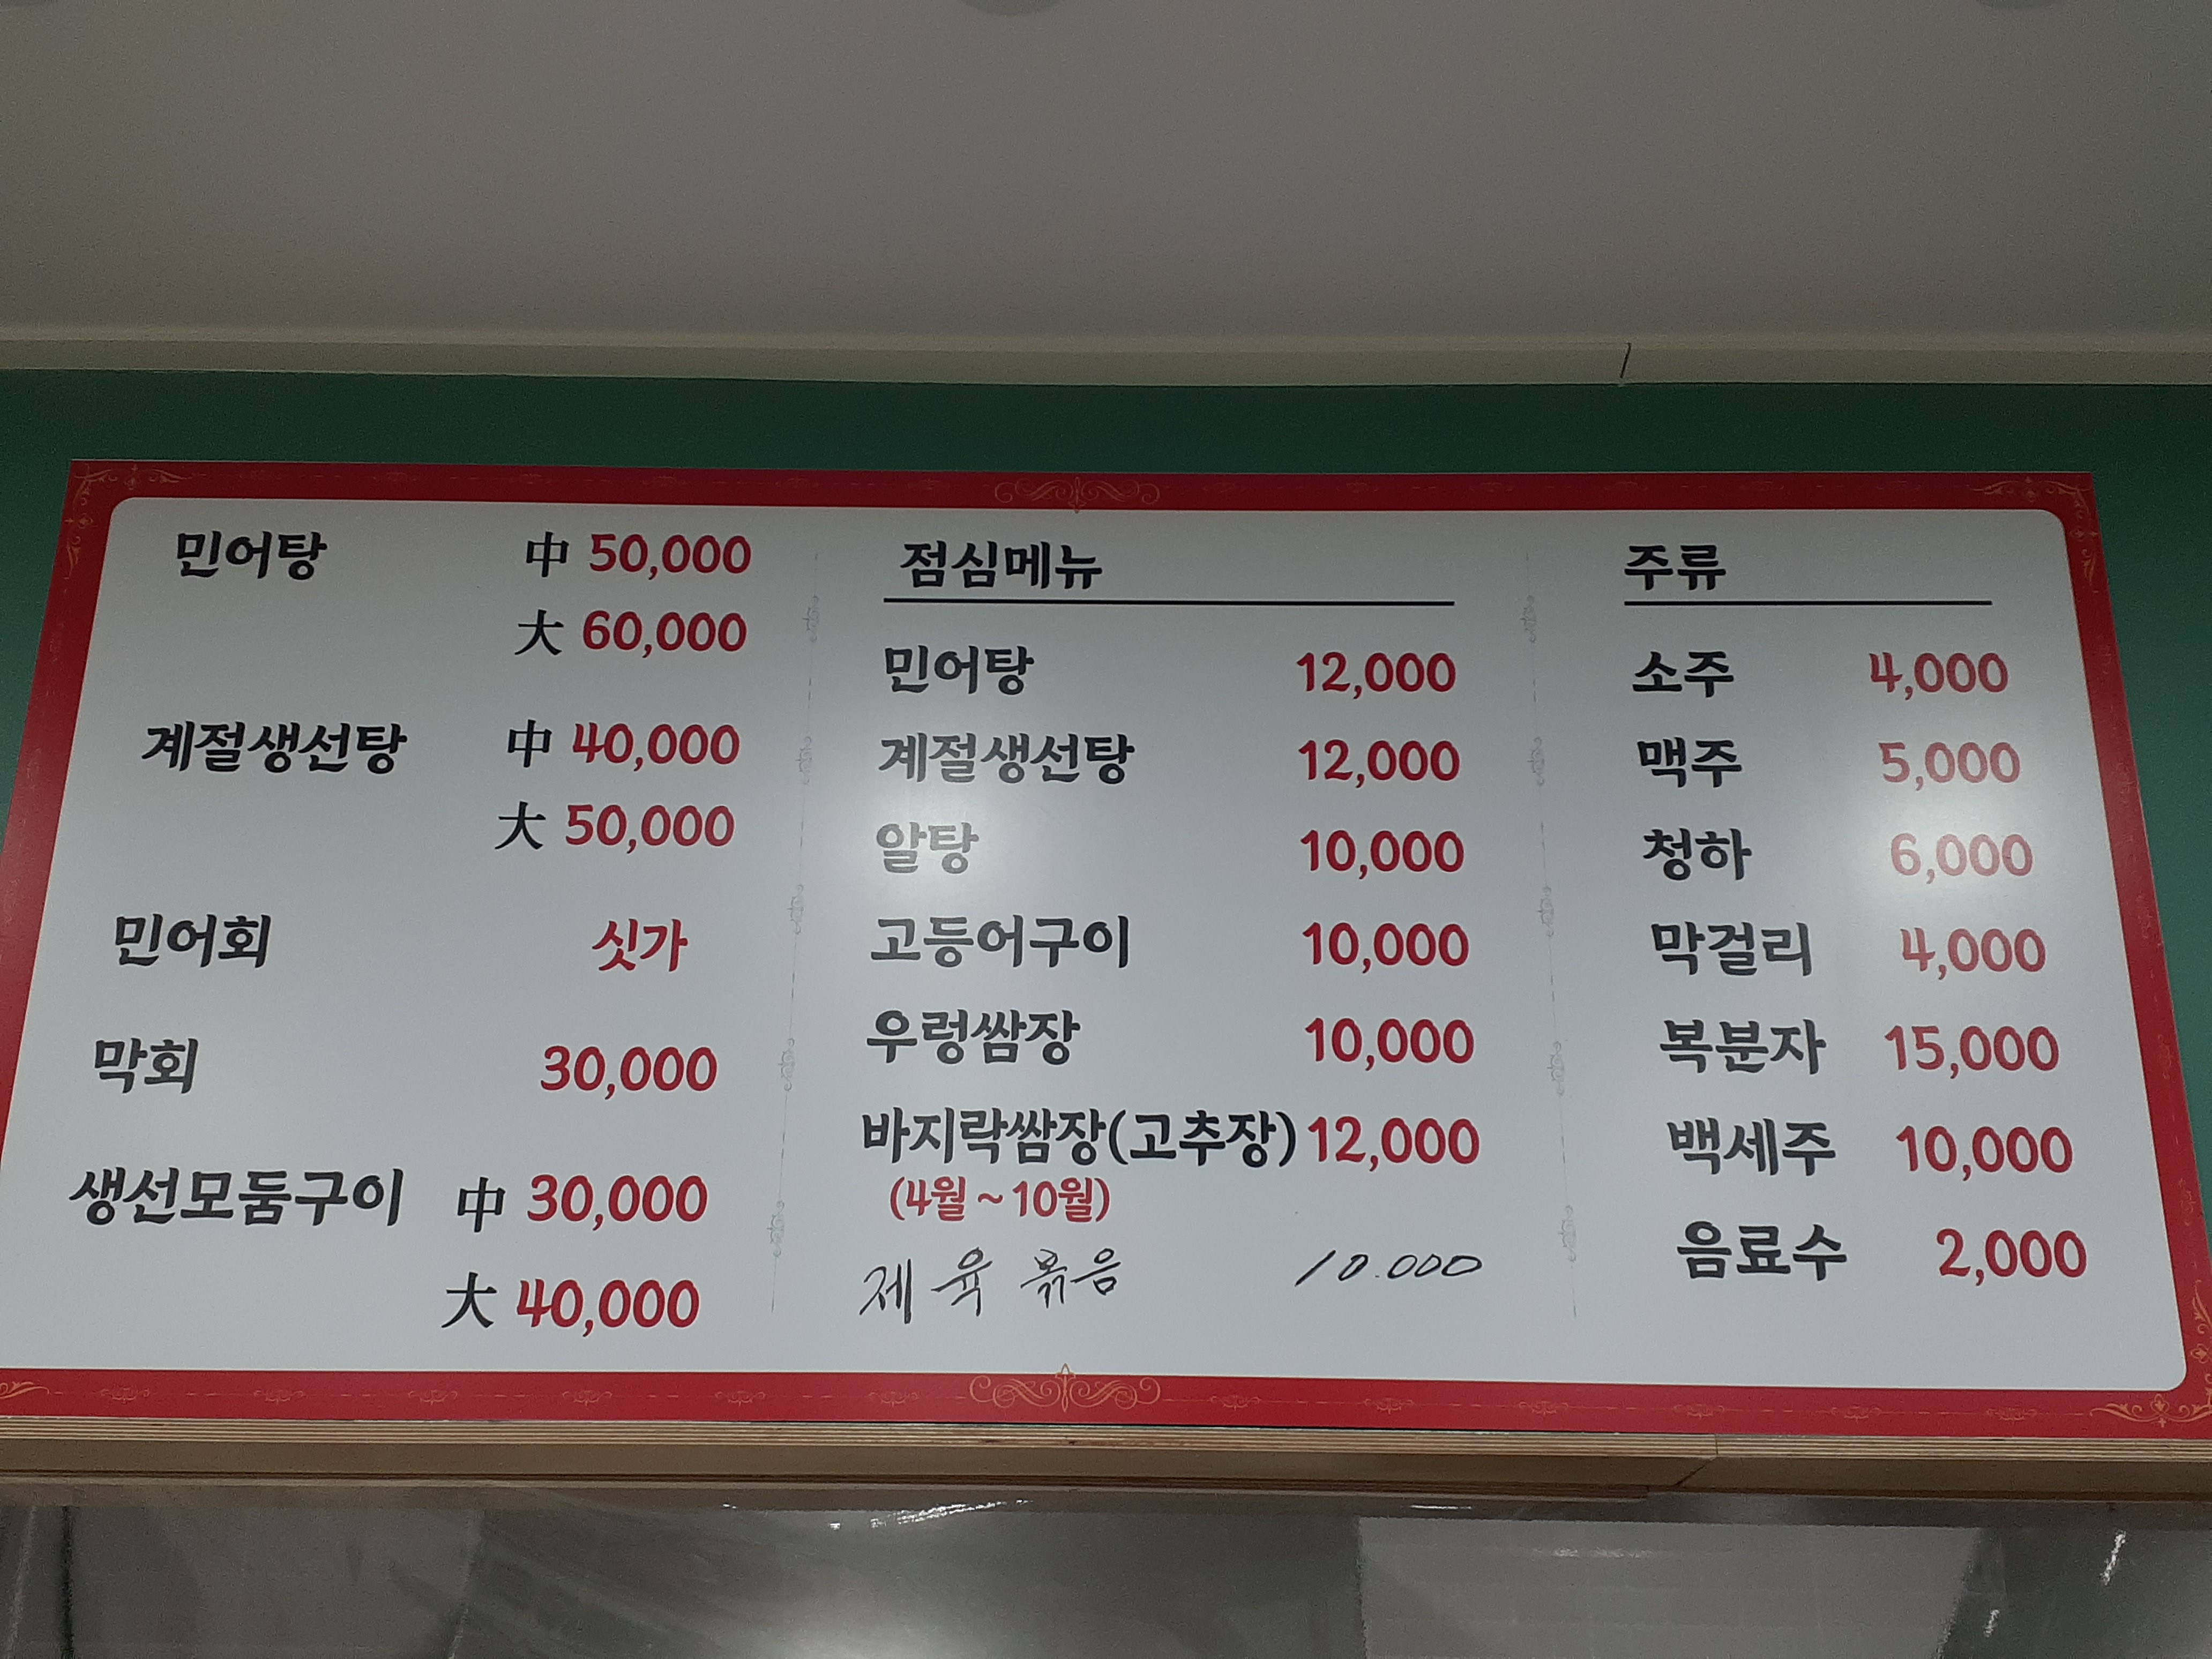 민어탕 中 50,000
大 60,000
계절생선탕 中 40,000
大 50,000
민어회 싯가
막회 30,000
생선모둠구이 中 30,000
大 40,000
점심메뉴
민어탕 12,000
계절생선탕 12,000
알탕 10,000
고등어구이 10,000
우렁쌈장 10,000
바지락쌈장(고추장) 12,000
(4월~10월)
제육볶음 10.000
주류
소주 4,000
맥주 5,000
청하 6,000
막걸리 4,000
복분자 15,000
백세주 10,000
음료수 2,000